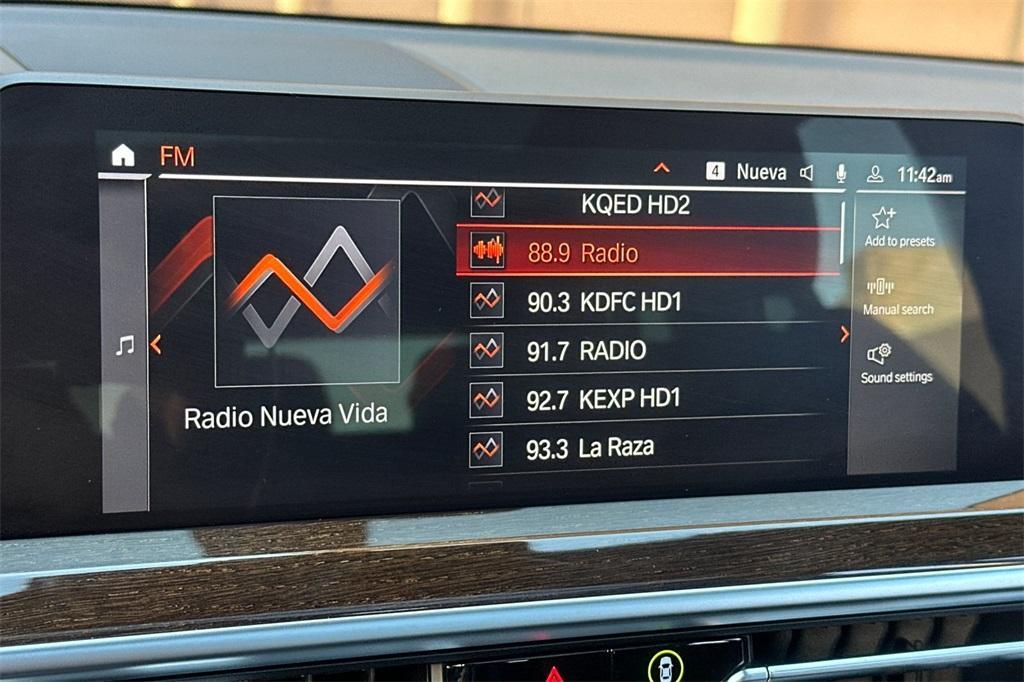 FM
4 Nueva 11:42am
KQED HD2
88.9 Radio
90.3 KDFC HD1
91.7 RADIO
92.7 KEXP HD1
93.3 La Raza
Radio Nueva Vida
Add to presets
Manual search
Sound settings